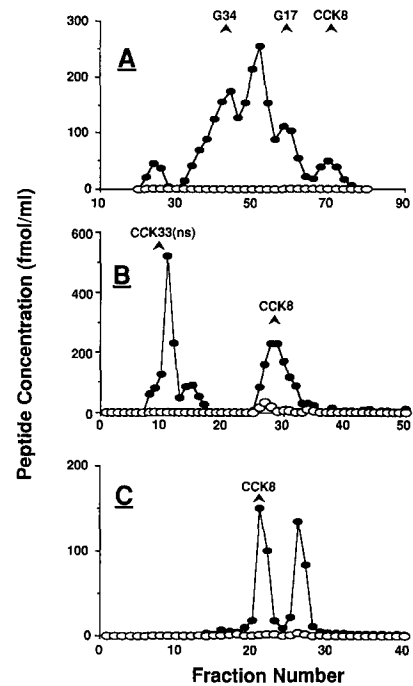 G34 G17 CCK8
A
300
200
100
0
10 30 50 70 90
Peptide Concentration (fmol/ml)
CCK33(ns)
B
CCK8
600
400
200
0
0 10 20 30 40 50
CCK8
C
200
100
0
0 20 40
Fraction Number